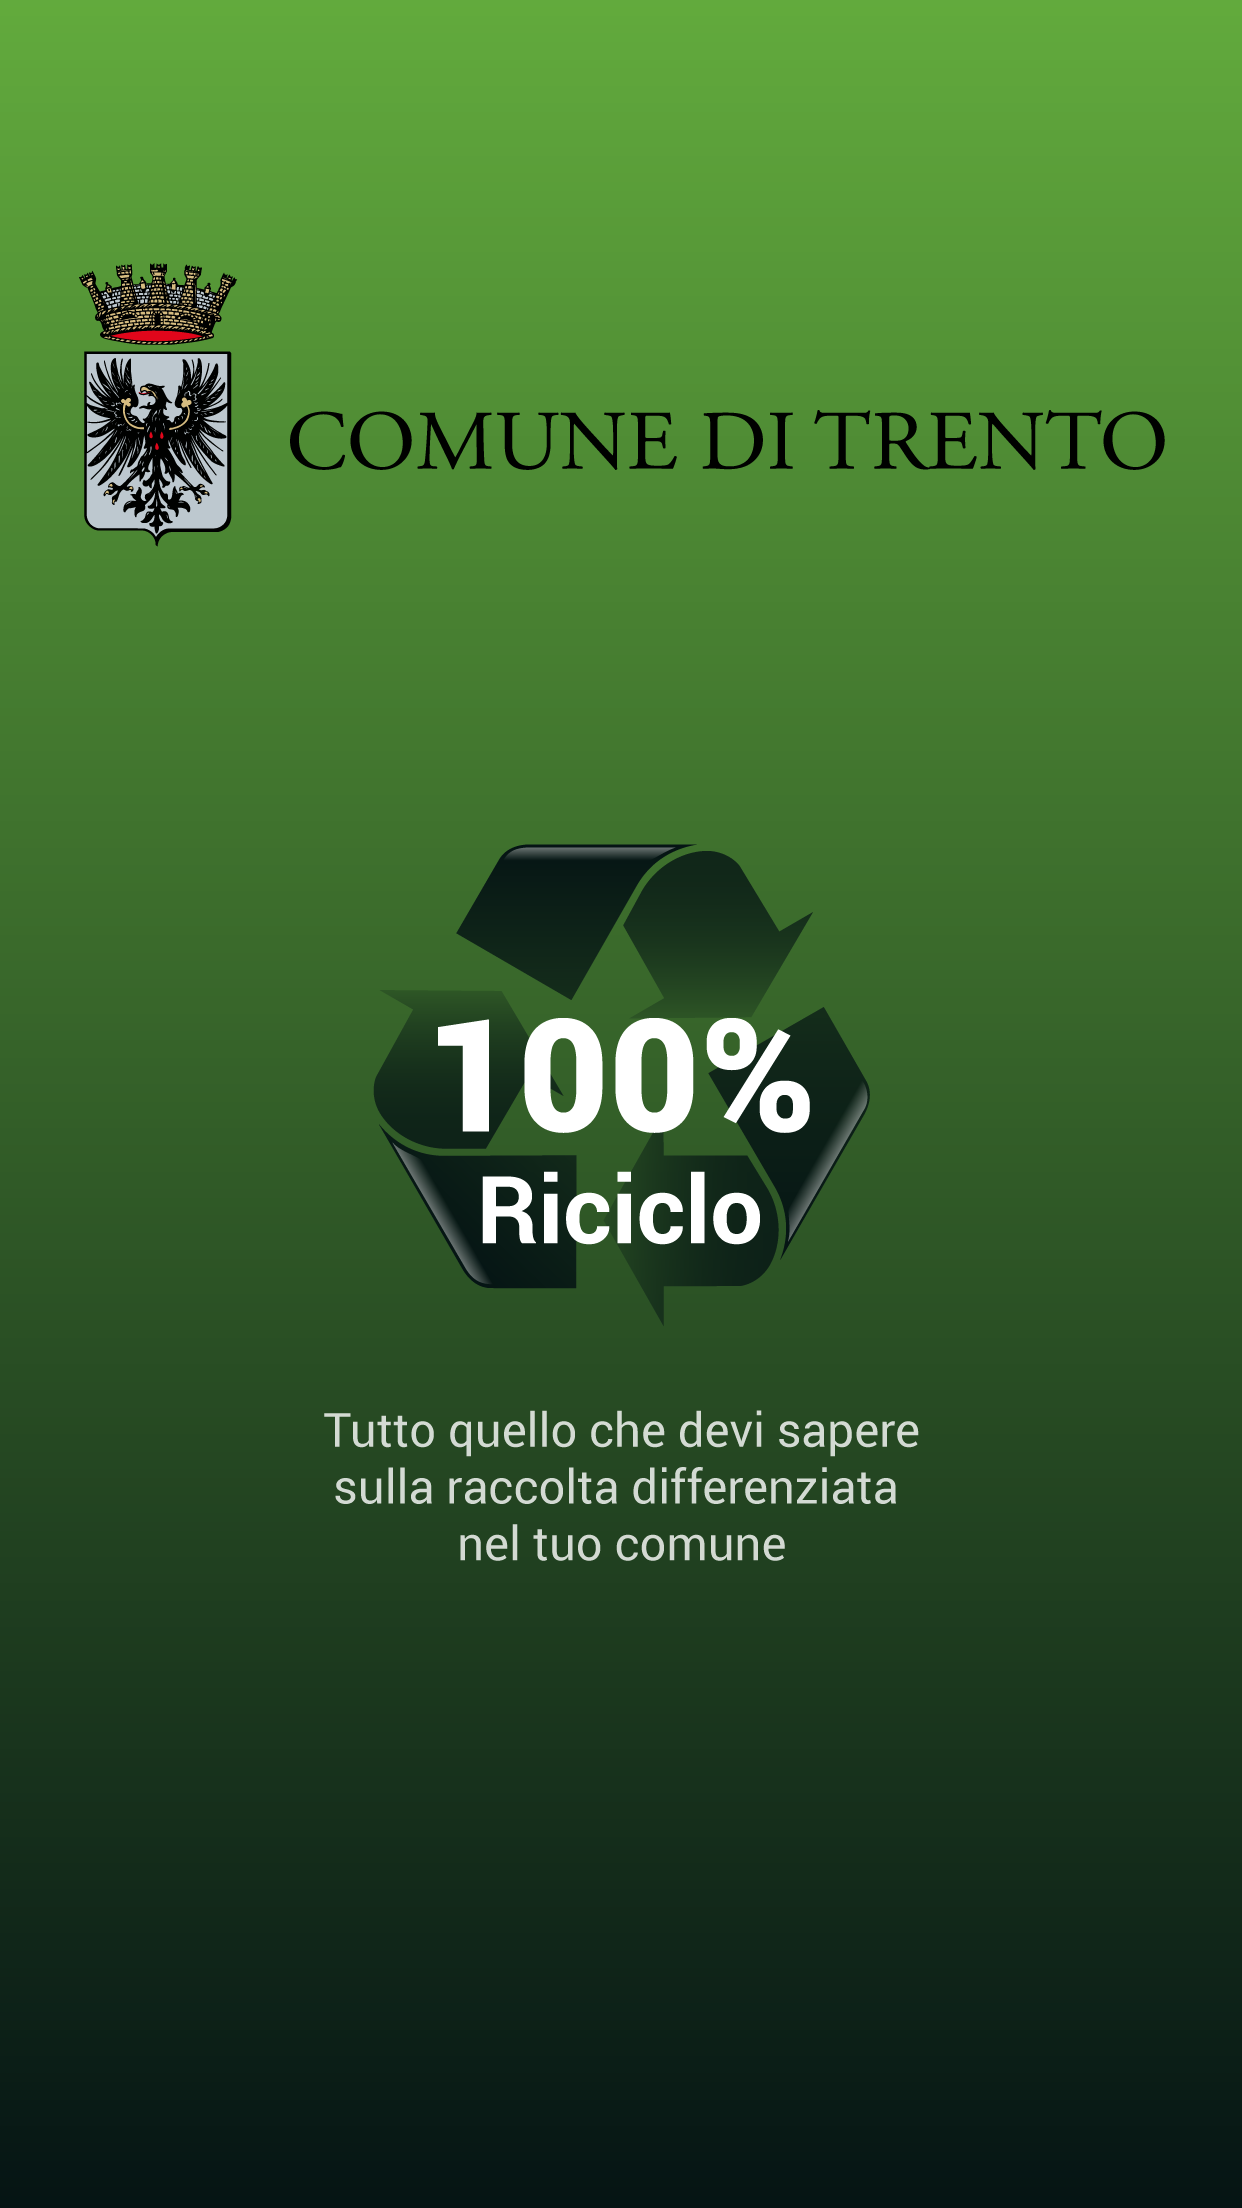 COMUNE DI TRENTO
100%
Riciclo
Tutto quello che devi sapere
sulla raccolta differenziata
nel tuo comune